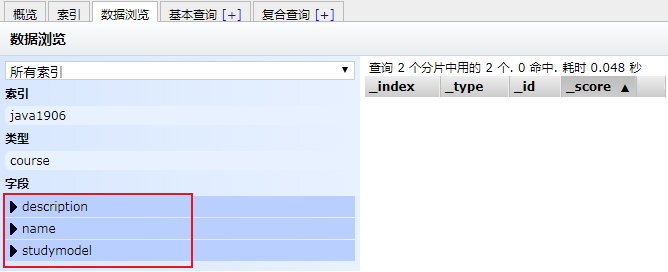 概览 索引 数据浏览 基本查询 [+] 复合查询 [+]
数据浏览
所有索引
索引
java1906
类型
course
字段
description
name
studymodel
查询 2 个分片中用的 2 个. 0 命中. 耗时 0.048 秒
_index _type _id _score ▲